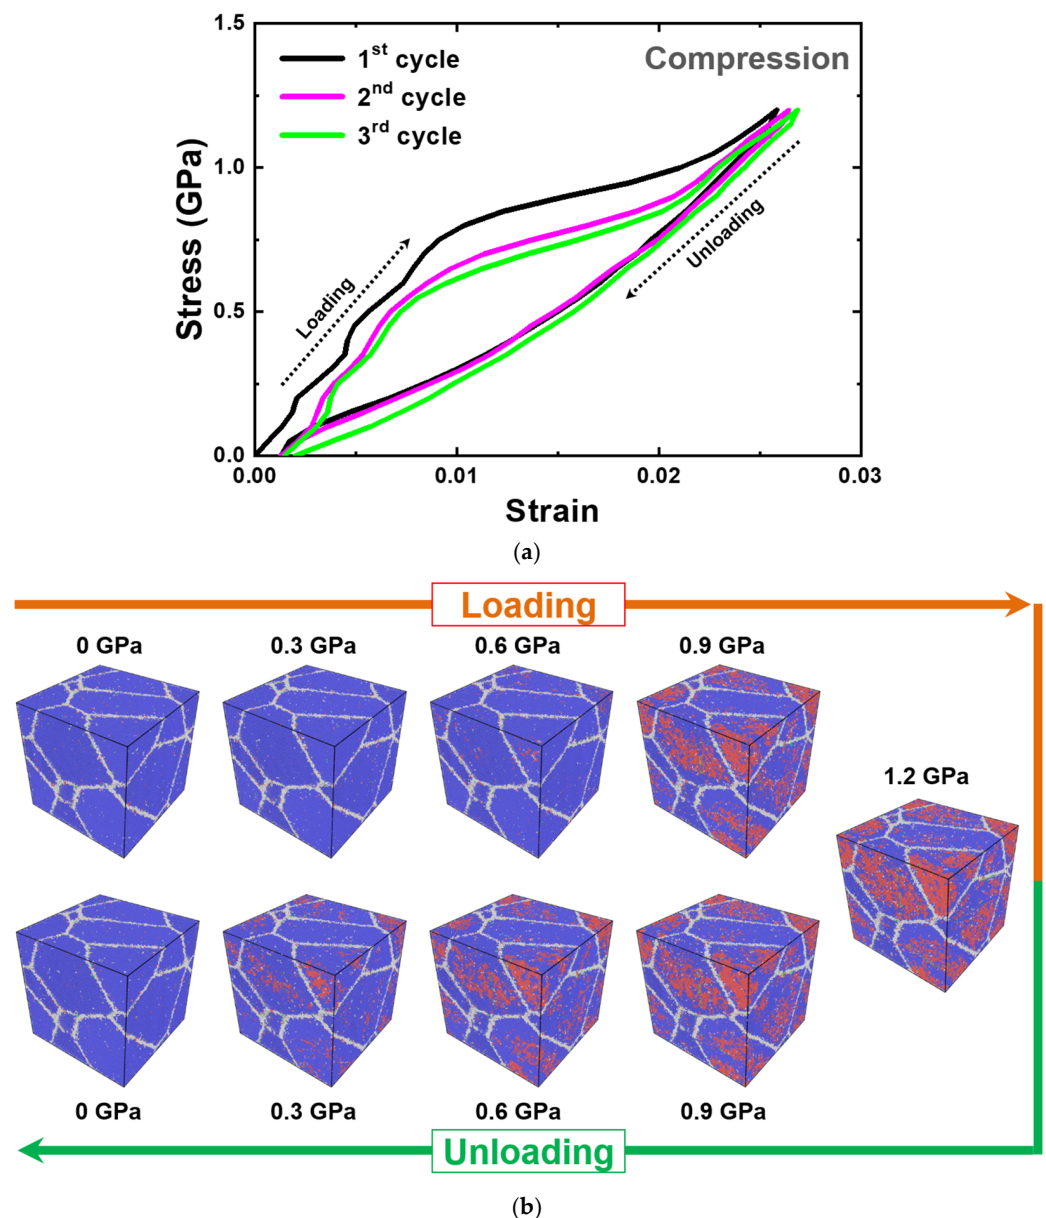 1.5
1st cycle
2nd cycle
3rd cycle
Compression
1.0
0.5
0.0
Stress (GPa)
Loading
Unloading
0.00
0.01
0.02
0.03
Strain
(a)
Loading
0 GPa
0.3 GPa
0.6 GPa
0.9 GPa
1.2 GPa
0 GPa
0.3 GPa
0.6 GPa
0.9 GPa
Unloading
(b)